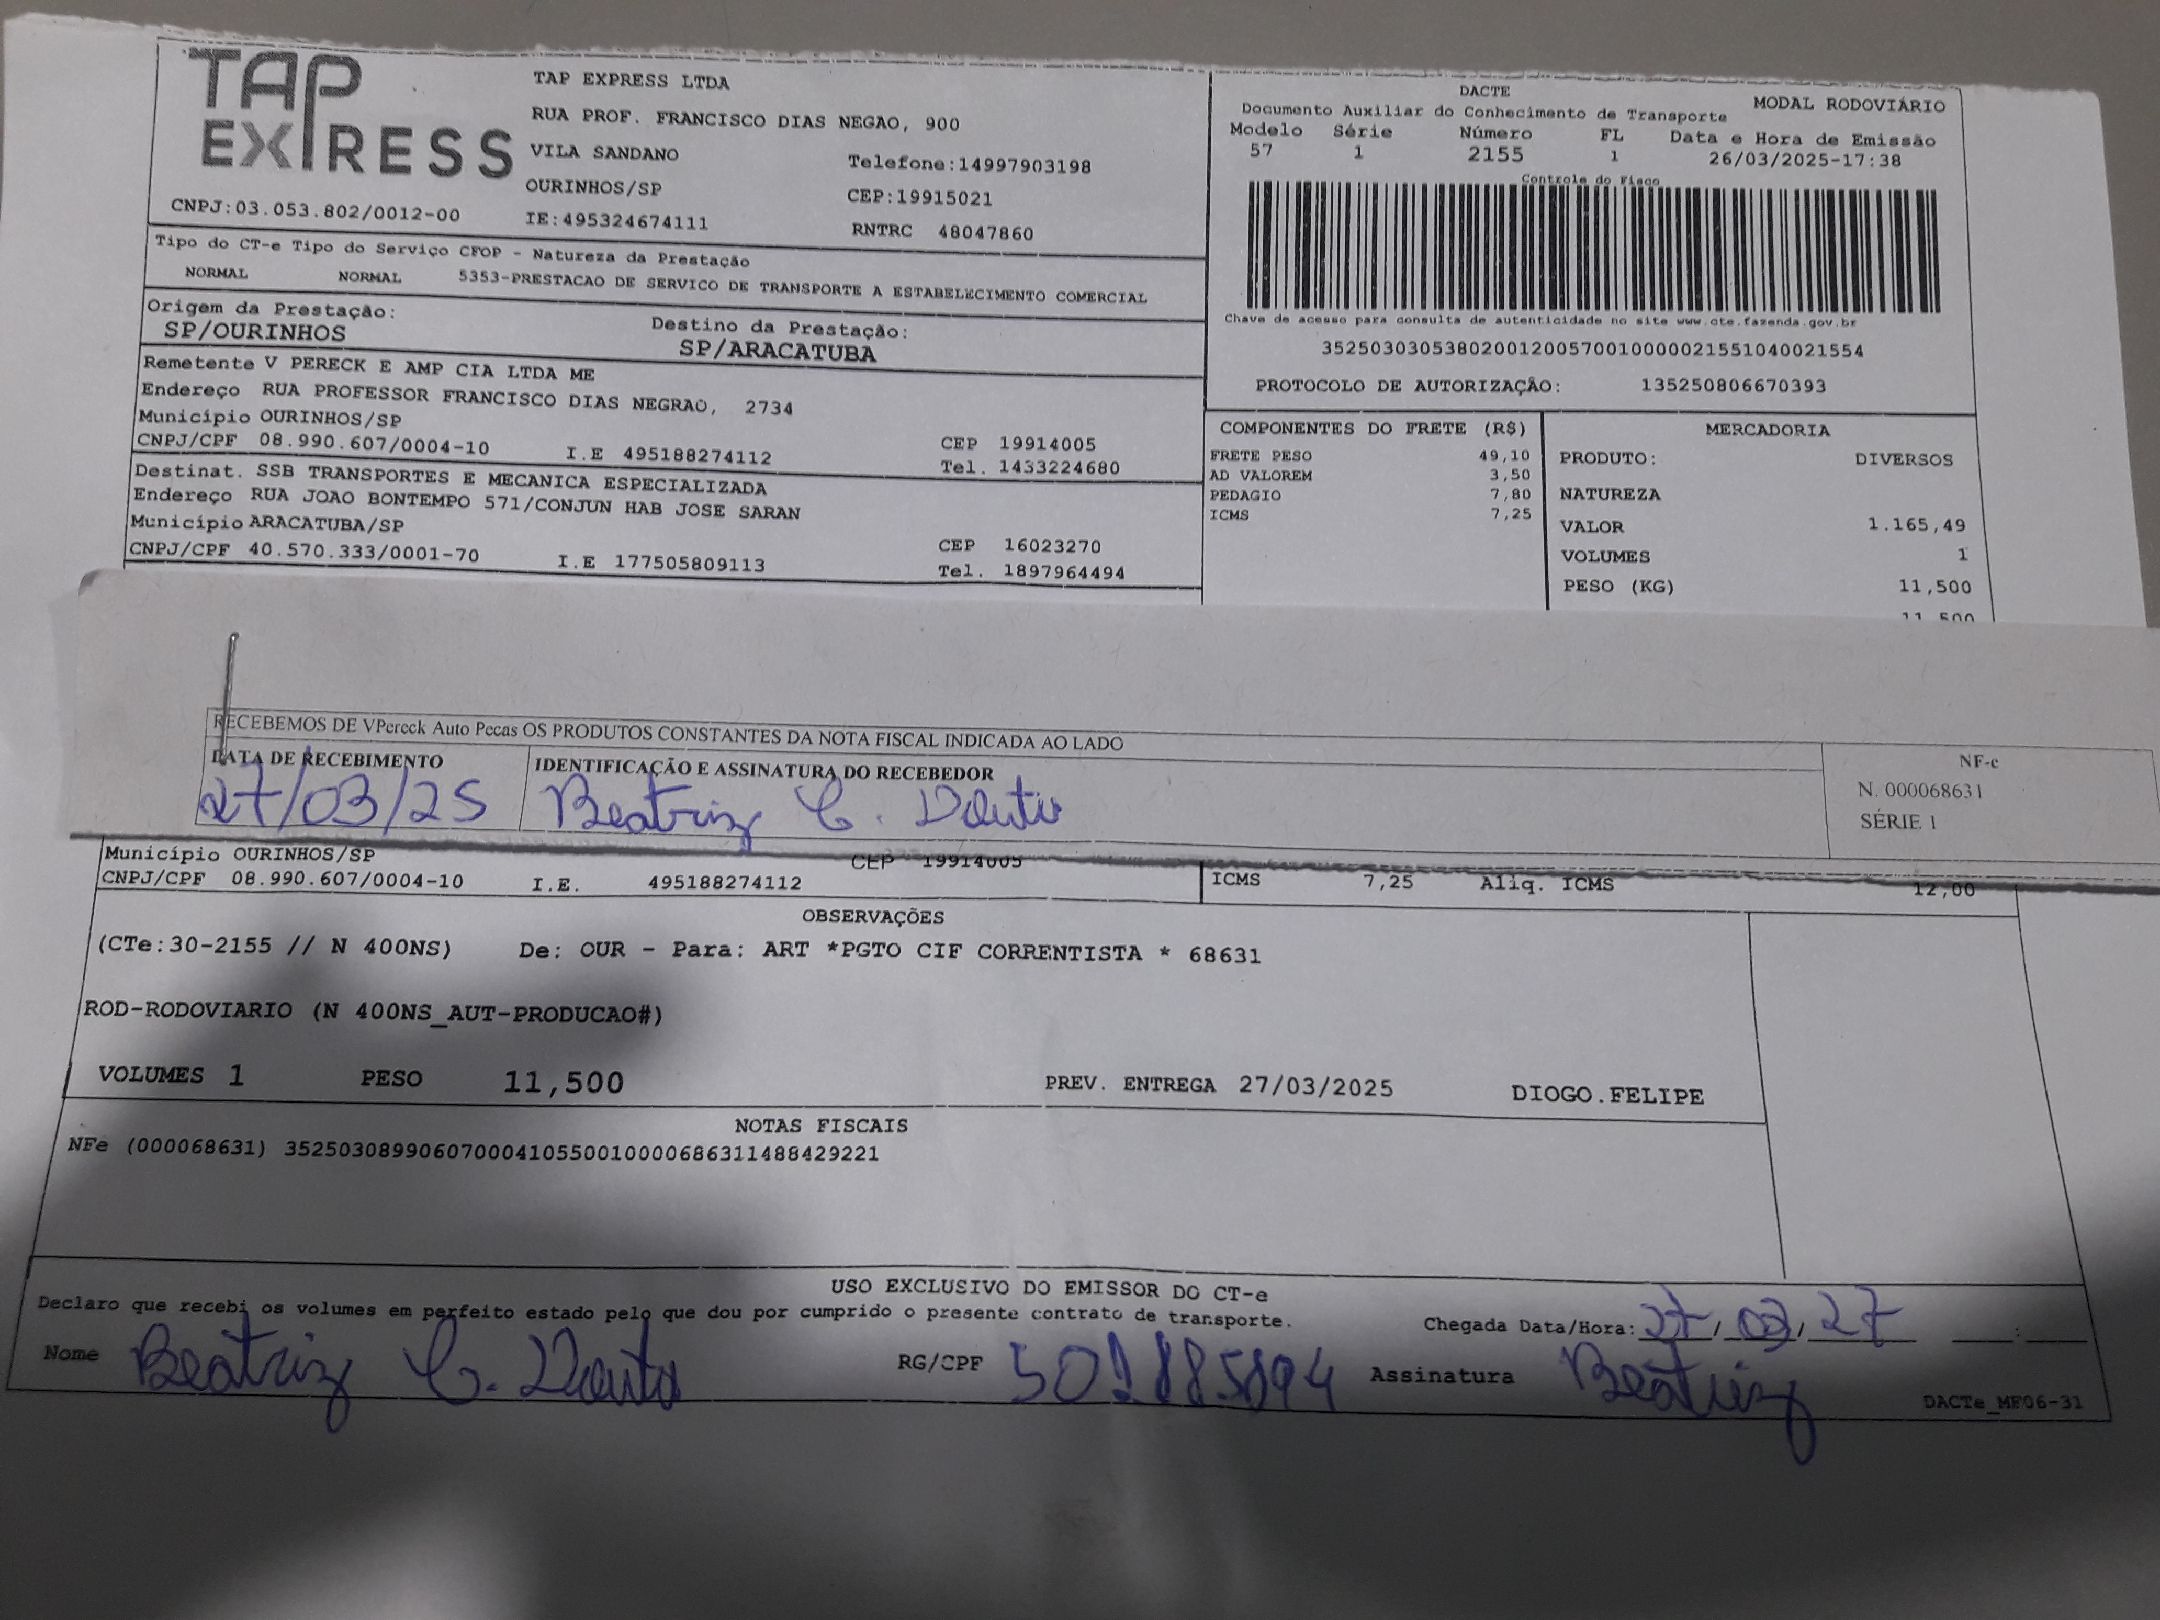 TAP EXPRESS
TAP EXPRESS LTDA
RUA PROF. FRANCISCO DIAS NEGAO, 900
VILA SANDANO Telefone:14997903198
OURINHOS/SP CEP:19915021
CNPJ:03.053.802/0012-00 IE:495324674111 RNTRC 48047860
DACTE
Documento Auxiliar do Conhecimento de Transporte MODAL RODOVIÁRIO
Modelo Série Número FL Data e Hora de Emissão
57 1 2155 1 26/03/2025-17:38
Controle do Fisco
Chave de acesso para consulta de autenticidade no site www.cte.fazenda.gov.br
35250303053802001200570010000021551040021554
PROTOCOLO DE AUTORIZAÇÃO: 135250806670393
Tipo do CT-e Tipo do Serviço CFOP - Natureza da Prestação
NORMAL NORMAL 5353-PRESTACAO DE SERVICO DE TRANSPORTE A ESTABELECIMENTO COMERCIAL
Origem da Prestação: Destino da Prestação:
SP/OURINHOS SP/ARACATUBA
Remetente V PERECK E AMP CIA LTDA ME
Endereço RUA PROFESSOR FRANCISCO DIAS NEGRAO, 2734
Município OURINHOS/SP
CNPJ/CPF 08.990.607/0004-10 I.E 495188274112 CEP 19914005
Tel. 1433224680
Destinat. SSB TRANSPORTES E MECANICA ESPECIALIZADA
Endereço RUA JOAO BONTEMPO 571/CONJUN HAB JOSE SARAN
Município ARACATUBA/SP
CNPJ/CPF 40.570.333/0001-70 I.E 177505809113 CEP 16023270
Tel. 1897964494
COMPONENTES DO FRETE (R$)
FRETE PESO 49,10
AD VALOREM 3,50
PEDAGIO 7,80
ICMS 7,25
MERCADORIA
PRODUTO: DIVERSOS
NATUREZA
VALOR 1.165,49
VOLUMES 1
PESO (KG) 11,500
11,500
RECEBEMOS DE VPereck Auto Pecas OS PRODUTOS CONSTANTES DA NOTA FISCAL INDICADA AO LADO
DATA DE RECEBIMENTO IDENTIFICAÇÃO E ASSINATURA DO RECEBEDOR
27/03/25 Beatriz C.
NF-e
N. 000068631
SÉRIE 1
Município OURINHOS/SP CEP 19914005
CNPJ/CPF 08.990.607/0004-10 I.E. 495188274112 ICMS 7,25 Aliq. ICMS 12,00
OBSERVAÇÕES
(CTe:30-2155 // N 400NS) De: OUR - Para: ART *PGTO CIF CORRENTISTA * 68631
ROD-RODOVIARIO (N 400NS_AUT-PRODUCAO#)
VOLUMES 1 PESO 11,500 PREV. ENTREGA 27/03/2025 DIOGO.FELIPE
NOTAS FISCAIS
NFe (000068631) 35250308990607000410550010000686311488429221
USO EXCLUSIVO DO EMISSOR DO CT-e
Declaro que recebi os volumes em perfeito estado pelo que dou por cumprido o presente contrato de transporte. Chegada Data/Hora: 27/03/27 :
Nome Beatriz C. RG/CPF Assinatura Beatriz
DACTe_MF06-31